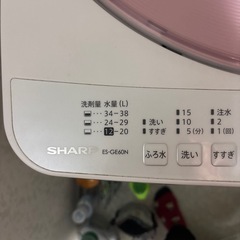 洗剤量 水量(L)
34-38
24-29
12-20
洗い
すすぎ
15
10
5(分)
注水
2
1(回)
SHARP ES-GE60N
ふろ水
洗い
すすぎ